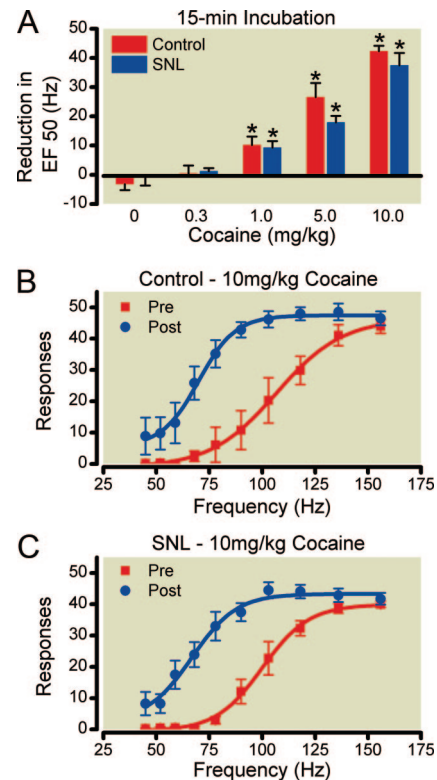 A
15-min Incubation
Reduction in
EF 50 (Hz)
50
40
30
20
10
0
-10
Control
SNL
* * * * * *
0 0.3 1.0 5.0 10.0
Cocaine (mg/kg)
B
Control - 10mg/kg Cocaine
Responses
50
40
30
20
10
0
Pre
Post
25 50 75 100 125 150 175
Frequency (Hz)
C
SNL - 10mg/kg Cocaine
Responses
50
40
30
20
10
0
Pre
Post
25 50 75 100 125 150 175
Frequency (Hz)